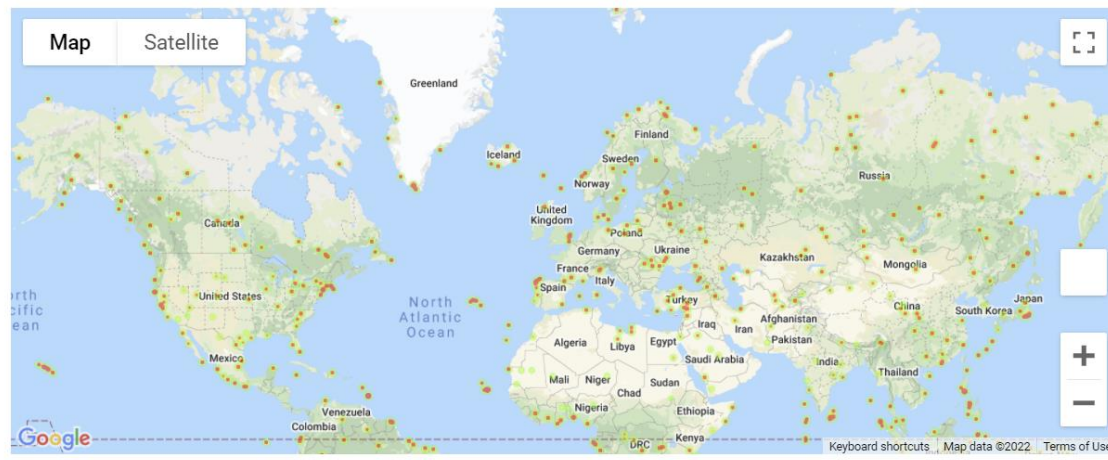 Map
Satellite
Greenland
Iceland
Finland
Sweden
Norway
Russia
Canada
United
Kingdom
Poland
Germany
Ukraine
Kazakhstan
Mongolia
France
Italy
Spain
Turkey
United States
North
Atlantic
Ocean
orth
cific
ean
China
Japan
South Korea
Afghanistan
Iraq
Iran
Pakistan
Algeria
Libya
Egypt
Saudi Arabia
India
Mexico
Thailand
Mali
Niger
Chad
Sudan
Nigeria
Ethiopia
Venezuela
Colombia
DRC
Kenya
Google
Keyboard shortcuts
Map data ©2022
Terms of Use